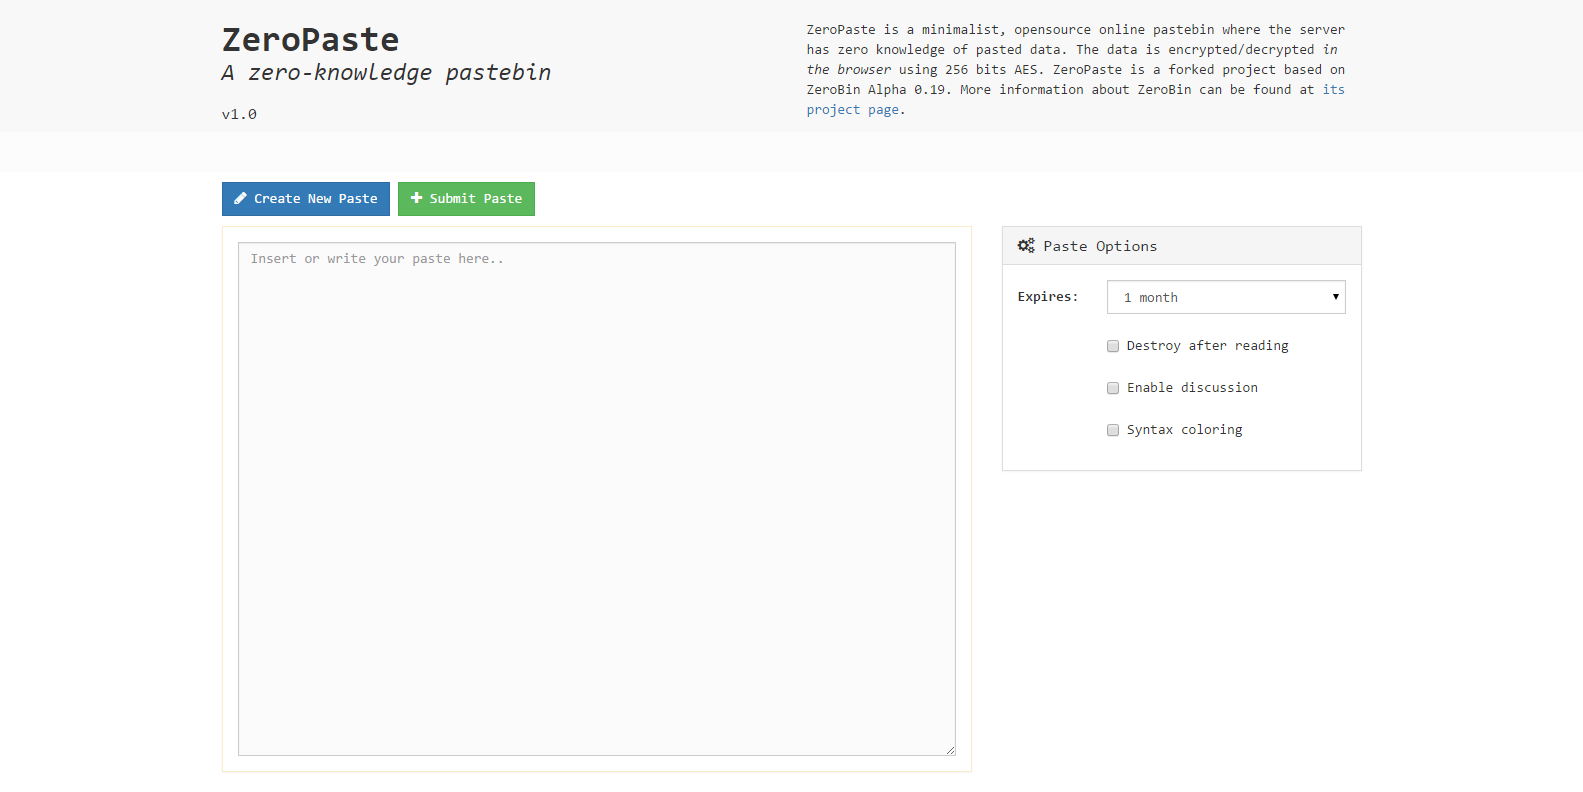 ZeroPaste
A zero-knowledge pastebin
v1.0
ZeroPaste is a minimalist, opensource online pastebin where the server
has zero knowledge of pasted data. The data is encrypted/decrypted in
the browser using 256 bits AES. ZeroPaste is a forked project based on
ZeroBin Alpha 0.19. More information about ZeroBin can be found at its
project page.
Create New Paste
Submit Paste
Insert or write your paste here..
Paste Options
Expires:
1 month
Destroy after reading
Enable discussion
Syntax coloring